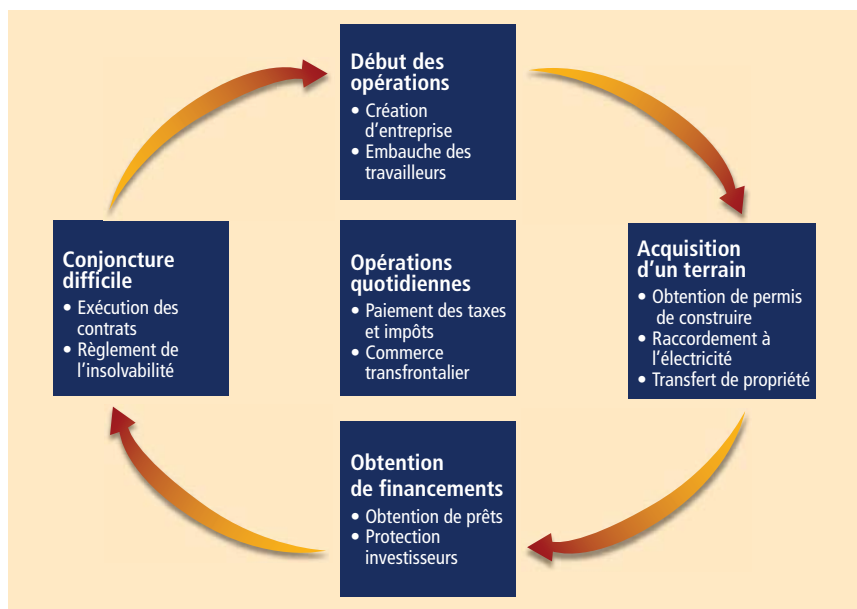 Début des
opérations
• Création
d'entreprise
• Embauche des
travailleurs
Conjoncture
difficile
• Exécution des
contrats
• Règlement de
l'insolvabilité
Opérations
quotidiennes
• Paiement des taxes
et impôts
• Commerce
transfrontalier
Acquisition
d'un terrain
• Obtention de permis
de construire
• Raccordement à
l'électricité
• Transfert de propriété
Obtention
de financements
• Obtention de prêts
• Protection
investisseurs